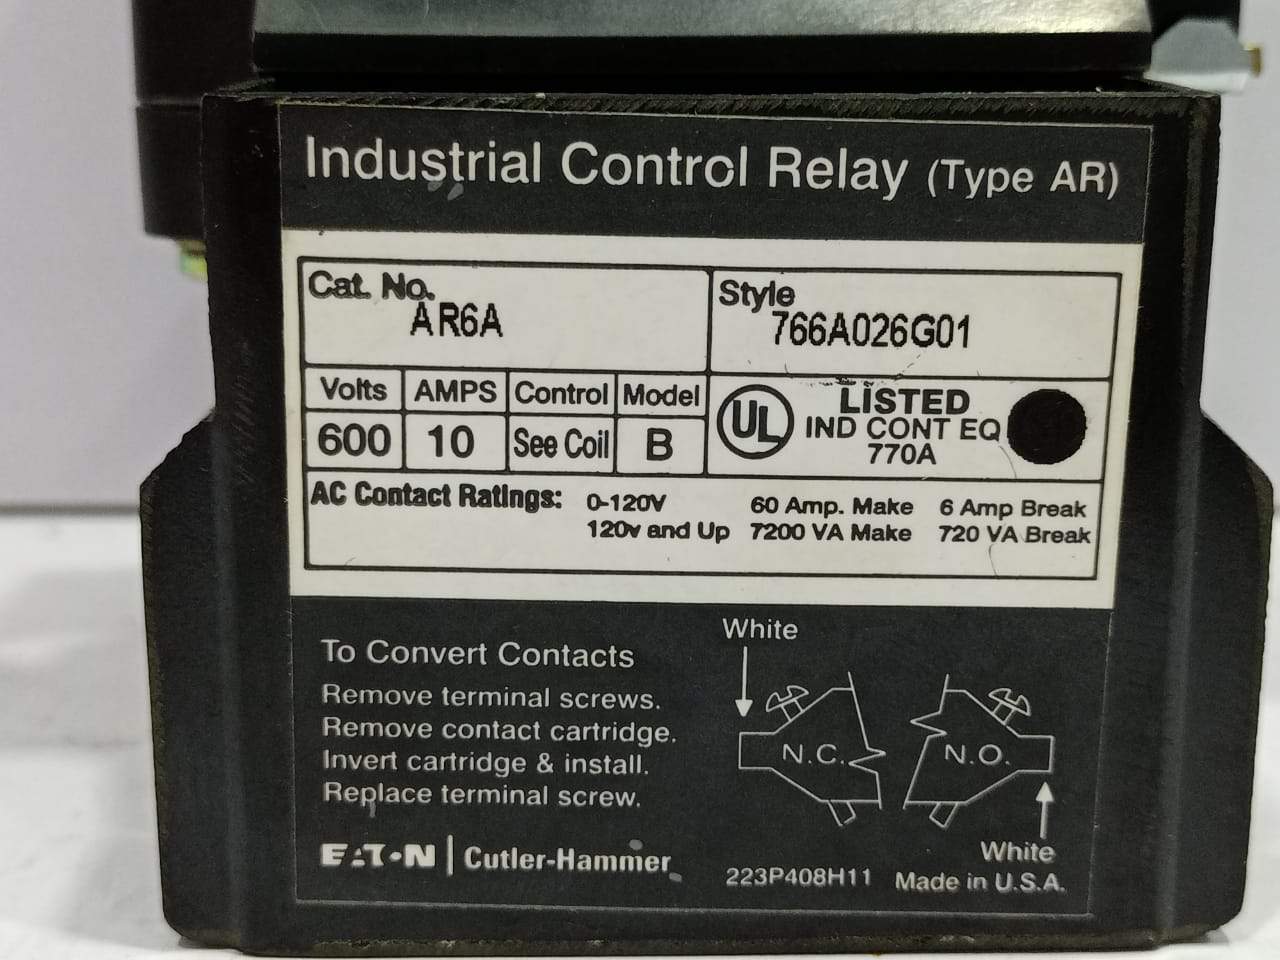 Industrial Control Relay (Type AR)
Cat. No.
AR6A
Style
766A026G01
Volts AMPS Control Model
600 10 See Coil B
UL LISTED
IND CONT EQ
770A
AC Contact Ratings: 0-120V 60 Amp. Make 6 Amp Break
120v and Up 7200 VA Make 720 VA Break
To Convert Contacts
Remove terminal screws.
Remove contact cartridge.
Invert cartridge & install.
Replace terminal screw.
White
N.C. N.O.
White
EATON | Cutler-Hammer
223P408H11 Made in U.S.A.